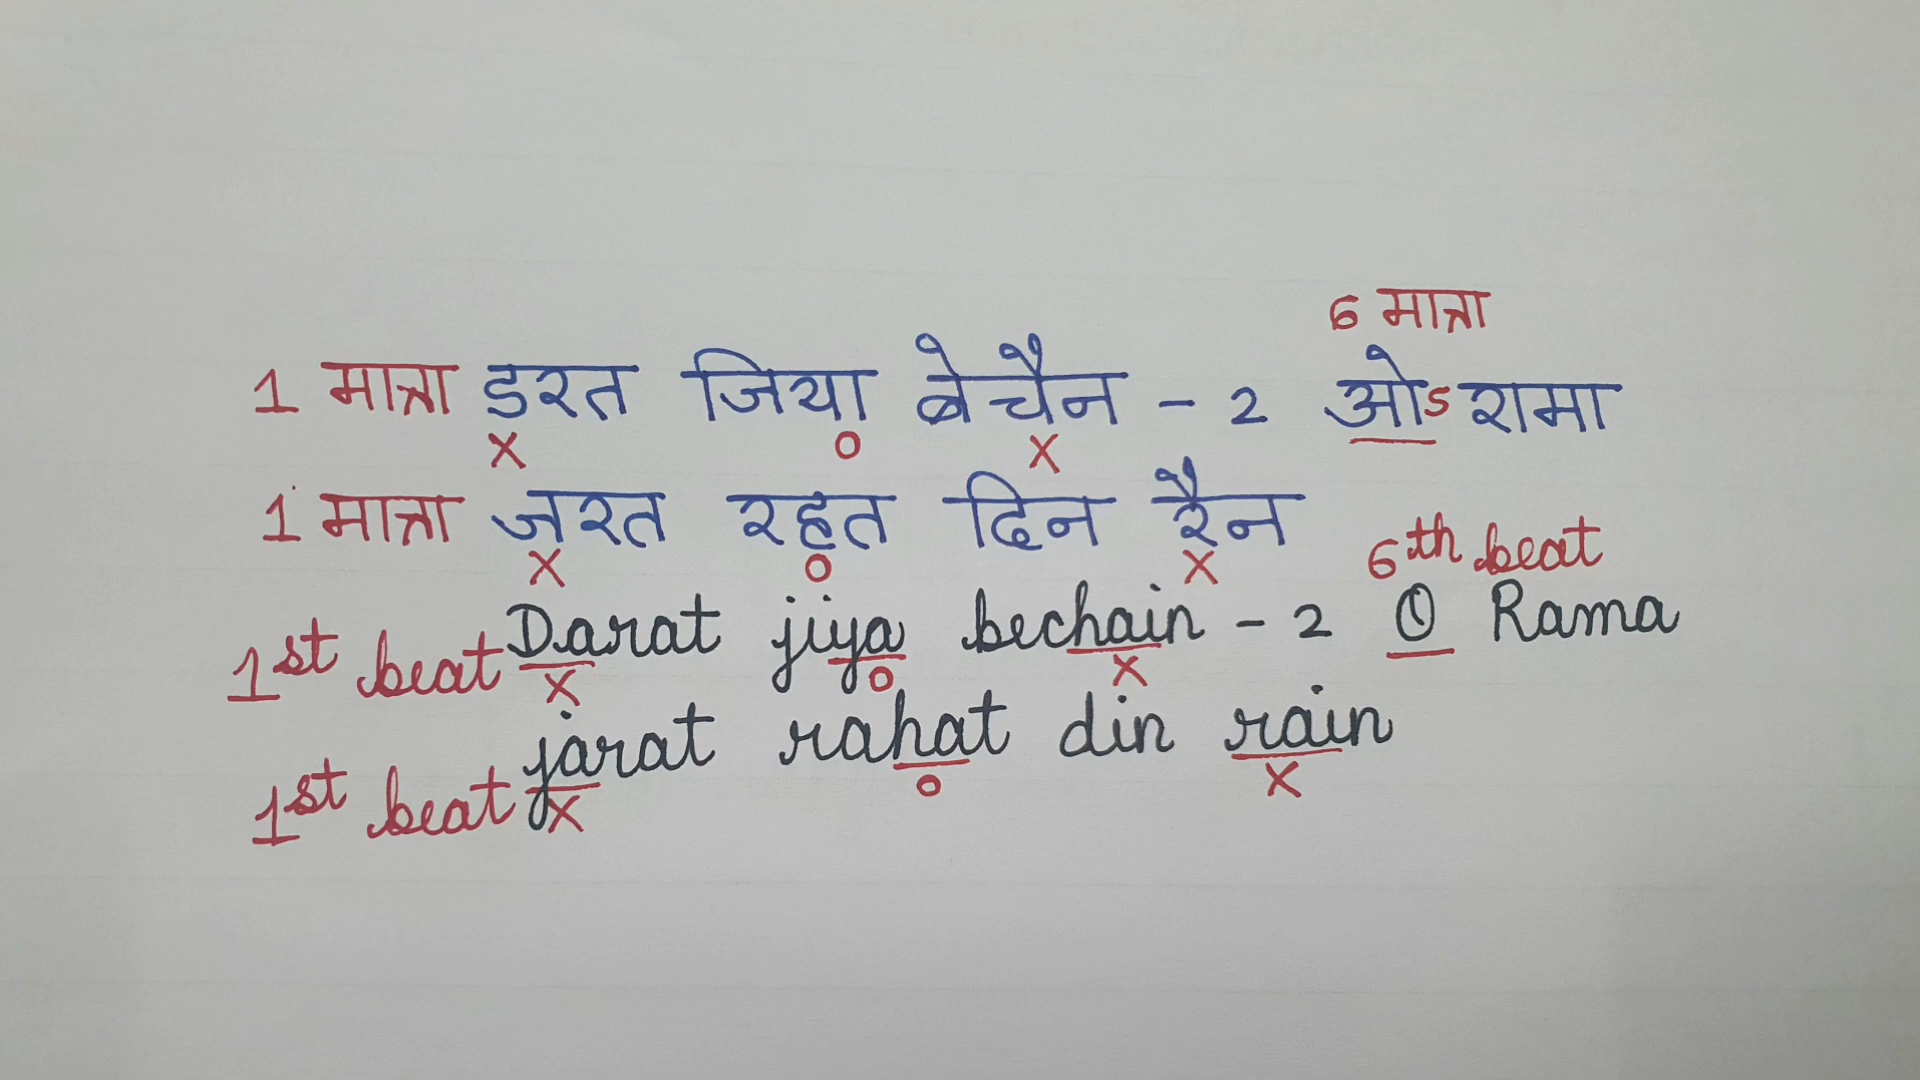 6 मात्रा
1 मात्रा डरत जिया बेचैन - 2 ओऽ रामा
x o x
1 मात्रा जरत रहत दिन रैन
x o x
6th beat
1st beat Darat jiya bechain - 2 O Rama
x o x
1st beat jarat rahat din rain
x o x